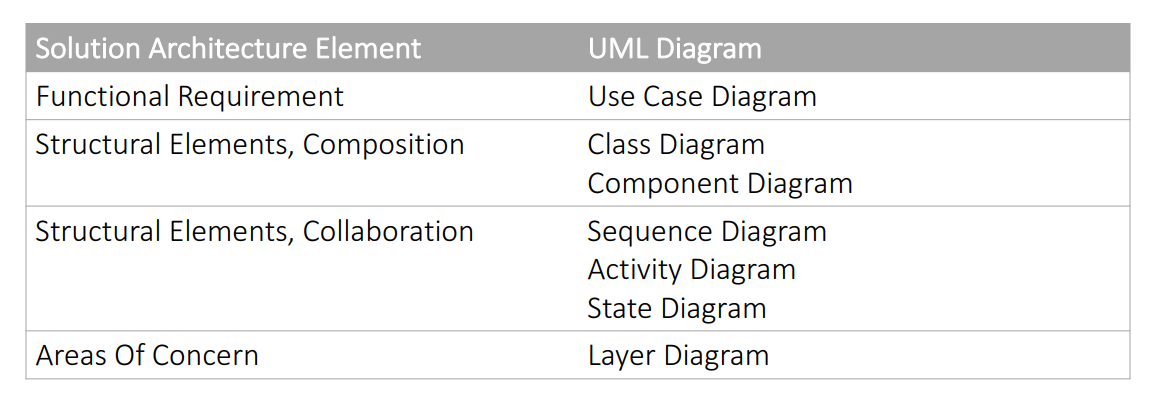 Solution Architecture Element UML Diagram
Functional Requirement Use Case Diagram
Structural Elements, Composition Class Diagram
Component Diagram
Structural Elements, Collaboration Sequence Diagram
Activity Diagram
State Diagram
Areas Of Concern Layer Diagram